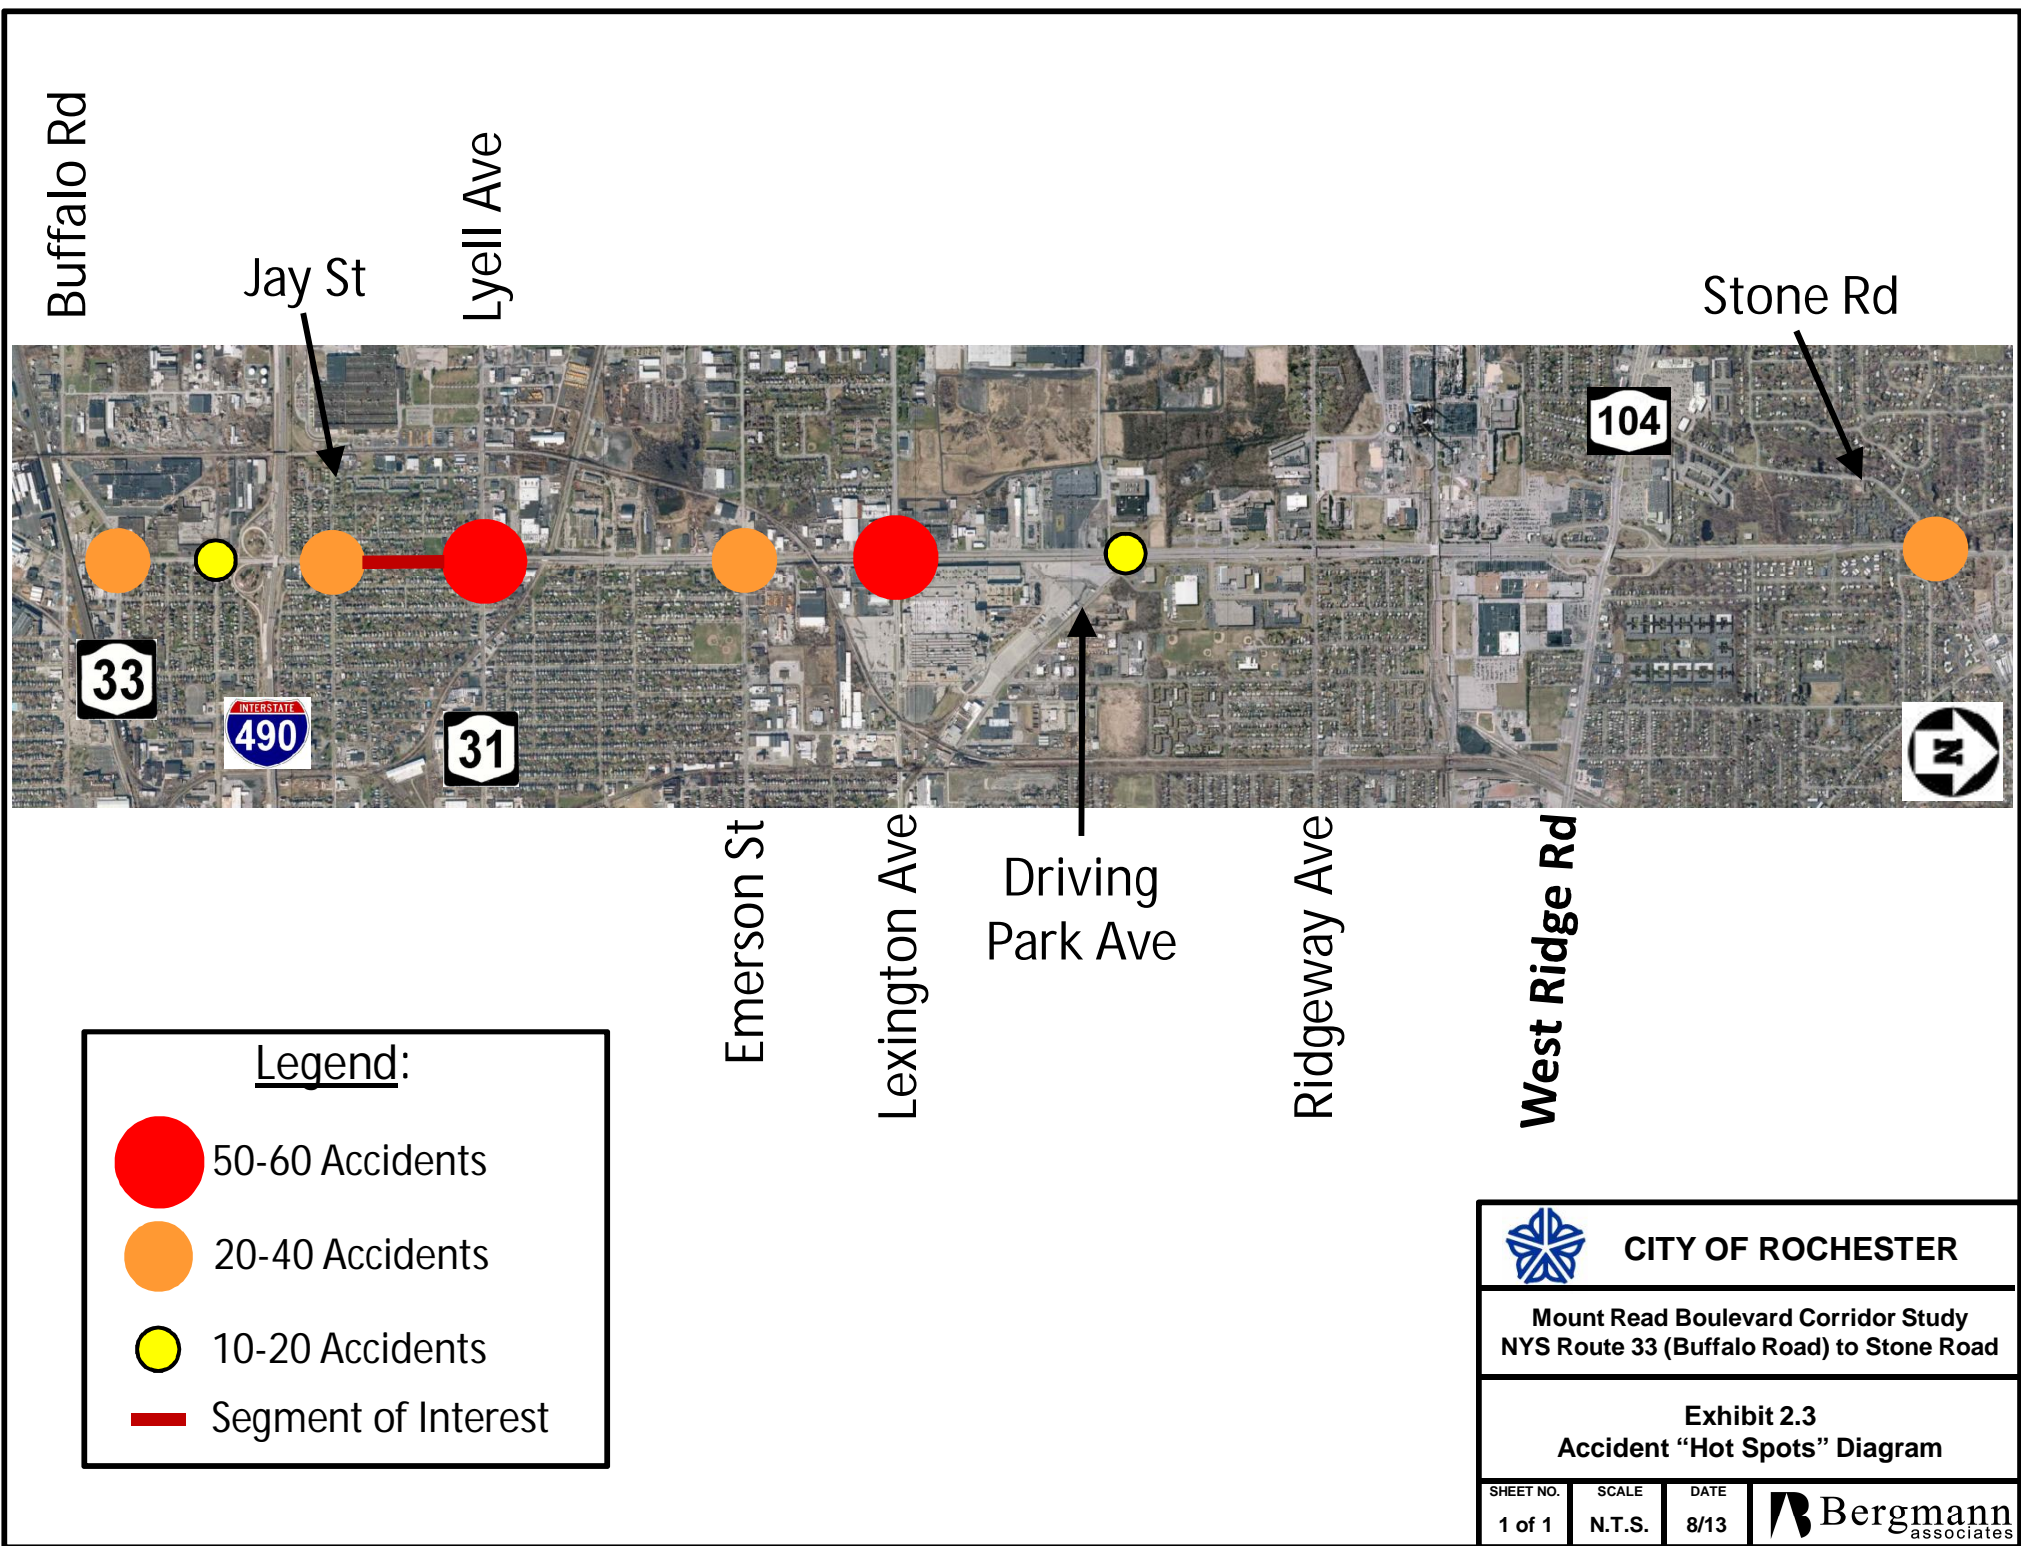 Buffalo Rd
Jay St
Lyell Ave
Stone Rd
104
33
INTERSTATE
490
31
N
Emerson St
Lexington Ave
Driving
Park Ave
Ridgeway Ave
West Ridge Rd
Legend:
50-60 Accidents
20-40 Accidents
10-20 Accidents
Segment of Interest
CITY OF ROCHESTER
Mount Read Boulevard Corridor Study
NYS Route 33 (Buffalo Road) to Stone Road
Exhibit 2.3
Accident “Hot Spots” Diagram
SHEET NO.
1 of 1
SCALE
N.T.S.
DATE
8/13
Bergmann
associates